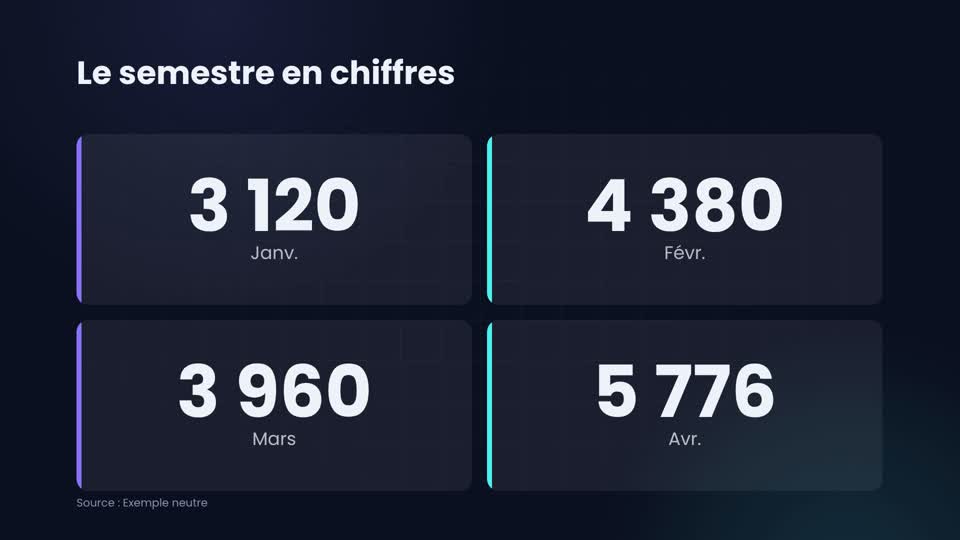 Le semestre en chiffres
3 120
Janv.
4 380
Févr.
3 960
Mars
5 776
Avr.
Source : Exemple neutre